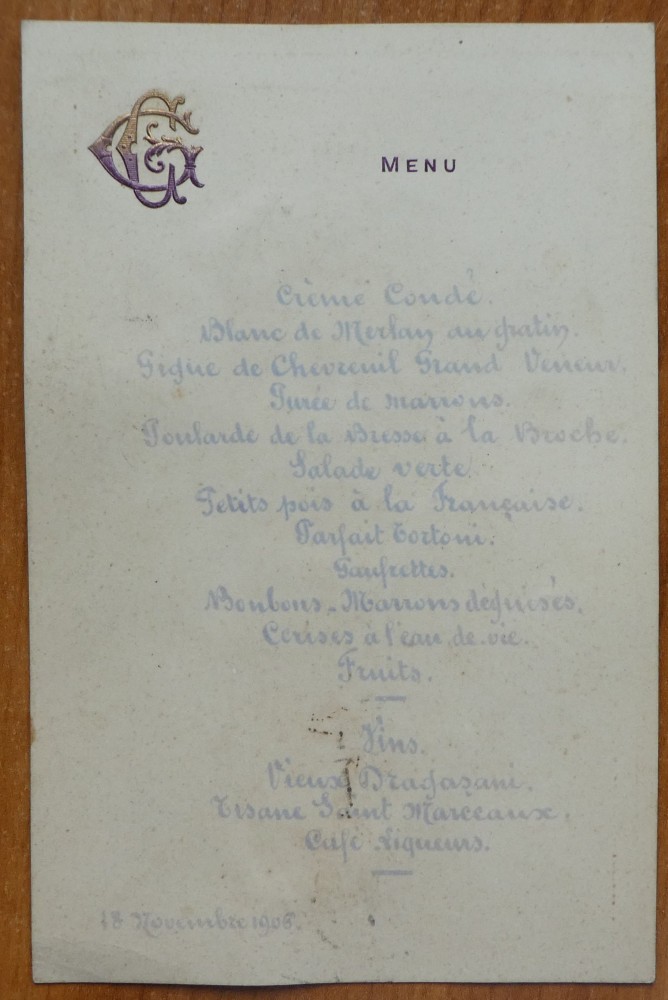 MENU
Crème Condé.
Blanc de Merlan au gratin.
Gigue de Chevreuil Grand Veneur.
Purée de marrons.
Poularde de la Bresse à la Broche.
Salade verte.
Petits pois à la Française.
Parfait Tortoni.
Gaufrettes.
Bonbons - Marrons déguisés.
Cerises à l'eau de vie.
Fruits.
Vins.
Vieux Dragasani.
Tisane Saint Marceaux.
Café Liqueurs.
18 Novembre